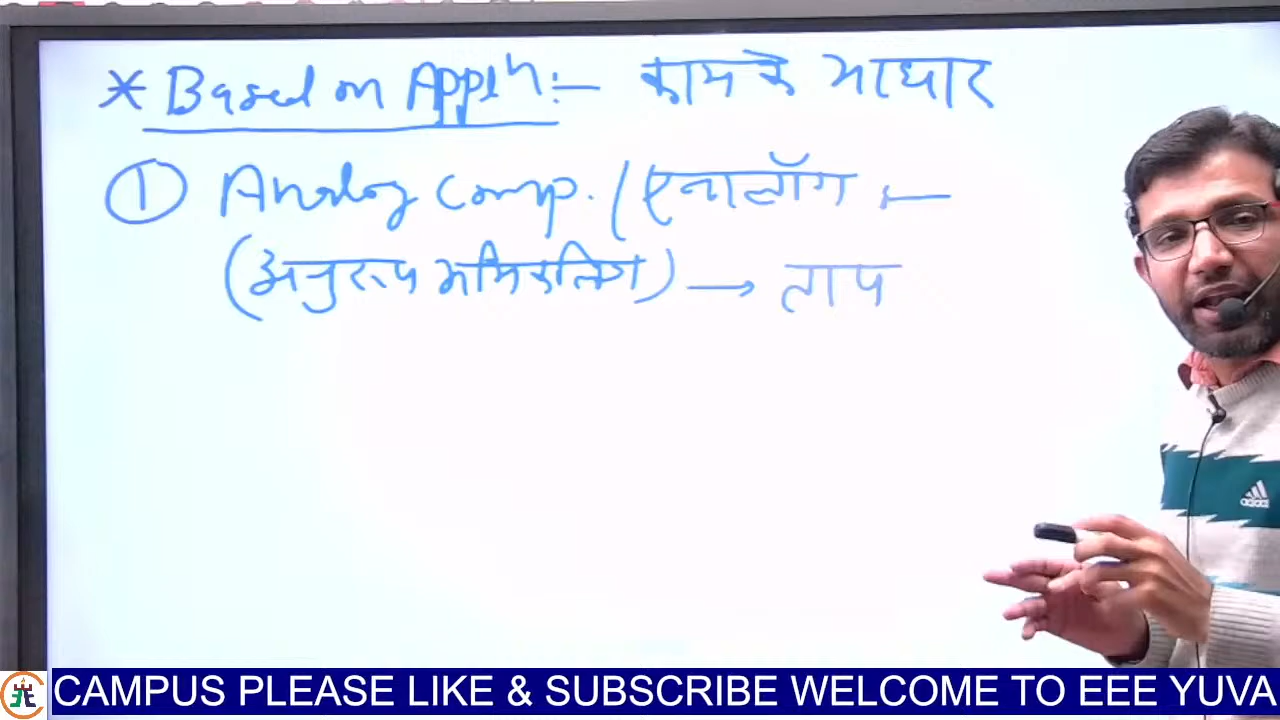 * Based on Appln:- काम के आधार
① Analog Comp. / एनालॉग :-
(अनुरूप अभिकलित्र) → ताप
adidas
CAMPUS PLEASE LIKE & SUBSCRIBE WELCOME TO EEE YUVA